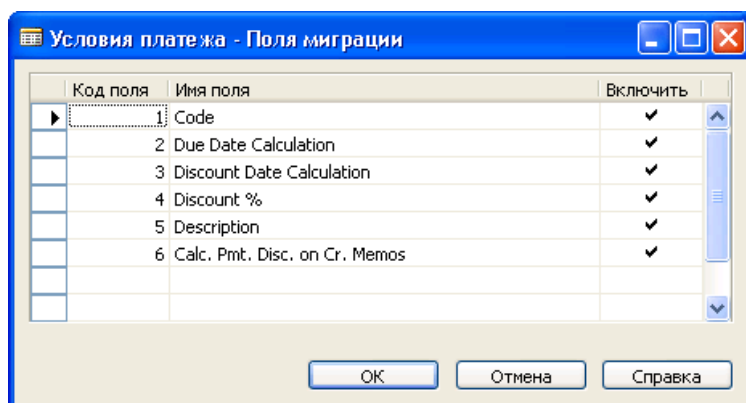 Условия платежа - Поля миграции
Код поля Имя поля Включить
1 Code
2 Due Date Calculation
3 Discount Date Calculation
4 Discount %
5 Description
6 Calc. Pmt. Disc. on Cr. Memos
ОК Отмена Справка